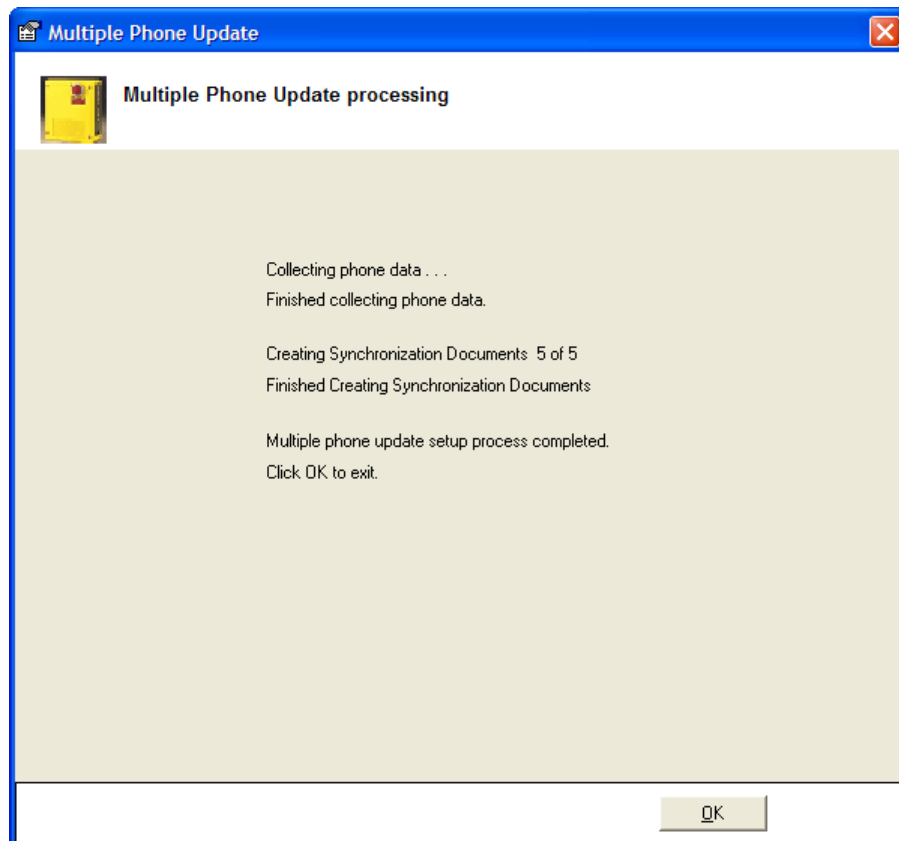 Multiple Phone Update
Multiple Phone Update processing
Collecting phone data . . .
Finished collecting phone data.
Creating Synchronization Documents  5 of 5
Finished Creating Synchronization Documents
Multiple phone update setup process completed.
Click OK to exit.
OK